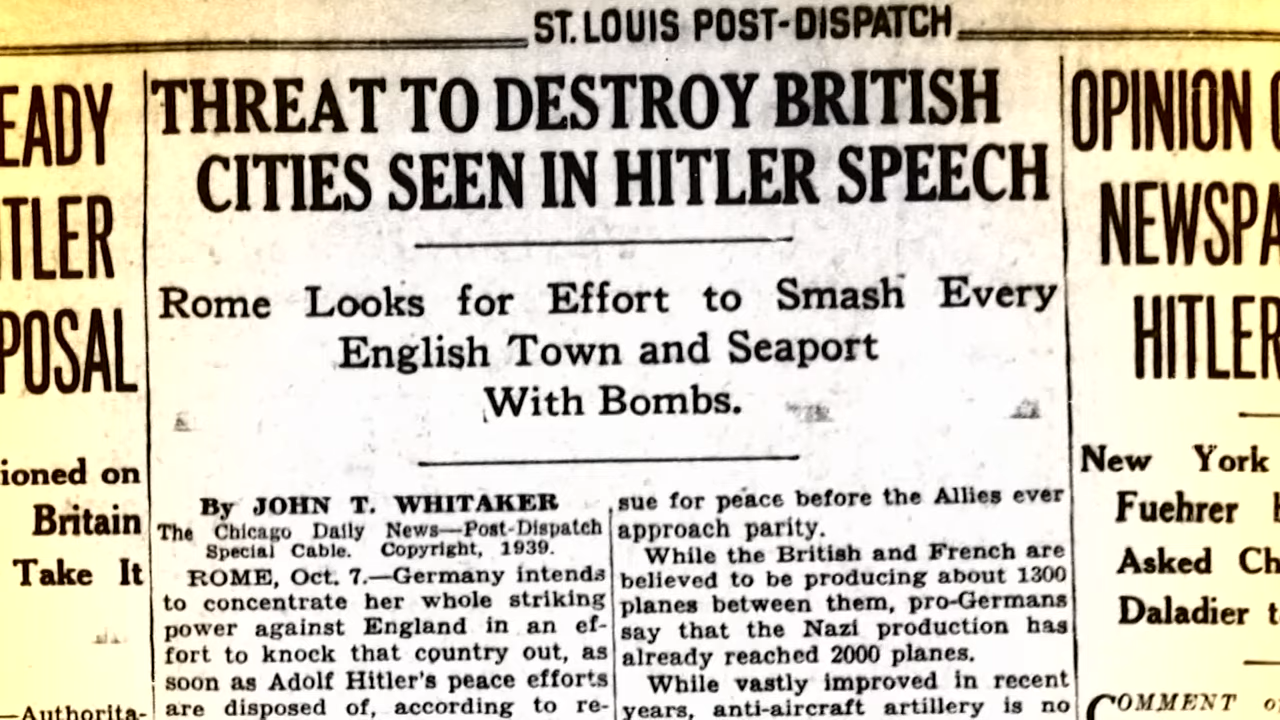 ST. LOUIS POST-DISPATCH
EADY
TLER
POSAL
ioned on
Britain
Take It
—Authorita-
THREAT TO DESTROY BRITISH
CITIES SEEN IN HITLER SPEECH
Rome Looks for Effort to Smash Every
English Town and Seaport
With Bombs.
By JOHN T. WHITAKER
The Chicago Daily News—Post-Dispatch
Special Cable. Copyright, 1939.
ROME, Oct. 7.—Germany intends
to concentrate her whole striking
power against England in an ef-
fort to knock that country out, as
soon as Adolf Hitler's peace efforts
are disposed of, according to re-
sue for peace before the Allies ever
approach parity.
While the British and French are
believed to be producing about 1300
planes between them, pro-Germans
say that the Nazi production has
already reached 2000 planes.
While vastly improved in recent
years, anti-aircraft artillery is no
OPINION
NEWSPA
HITLER
New York
Fuehrer
Asked Ch
Daladier t
COMMENT o